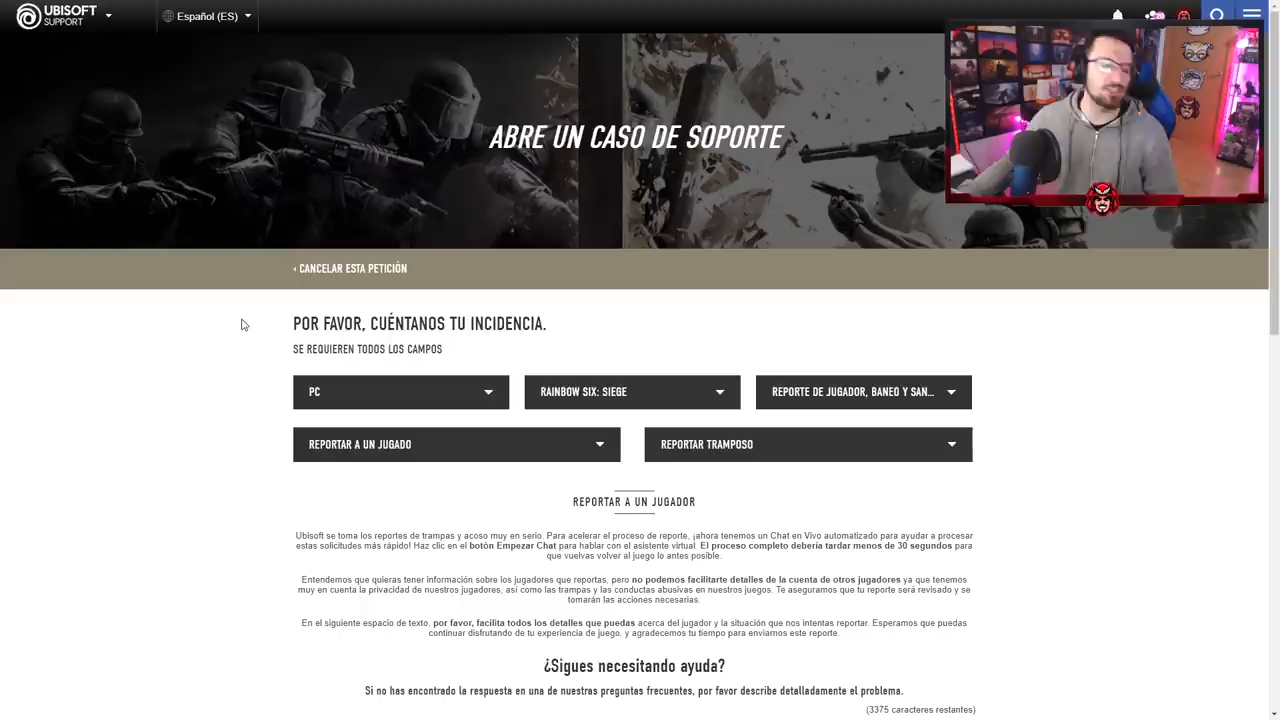 UBISOFT
SUPPORT
Español (ES)
ABRE UN CASO DE SOPORTE
‹ CANCELAR ESTA PETICIÓN
POR FAVOR, CUÉNTANOS TU INCIDENCIA.
SE REQUIEREN TODOS LOS CAMPOS
PC
RAINBOW SIX: SIEGE
REPORTE DE JUGADOR, BANEO Y SAN...
REPORTAR A UN JUGADO
REPORTAR TRAMPOSO
REPORTAR A UN JUGADOR
Ubisoft se toma los reportes de trampas y acoso muy en serio. Para acelerar el proceso de reporte, ¡ahora tenemos un Chat en Vivo automatizado para ayudar a procesar
estas solicitudes más rápido! Haz clic en el botón Empezar Chat para hablar con el asistente virtual. El proceso completo debería tardar menos de 30 segundos para
que vuelvas volver al juego lo antes posible.
Entendemos que quieras tener información sobre los jugadores que reportas, pero no podemos facilitarte detalles de la cuenta de otros jugadores ya que tenemos
muy en cuenta la privacidad de nuestros jugadores, así como las trampas y las conductas abusivas en nuestros juegos. Te aseguramos que tu reporte será revisado y se
tomarán las acciones necesarias.
En el siguiente espacio de texto, por favor, facilita todos los detalles que puedas acerca del jugador y la situación que nos intentas reportar. Esperamos que puedas
continuar disfrutando de tu experiencia de juego, y agradecemos tu tiempo para enviarnos este reporte.
¿Sigues necesitando ayuda?
Si no has encontrado la respuesta en una de nuestras preguntas frecuentes, por favor describe detalladamente el problema.
(3375 caracteres restantes)